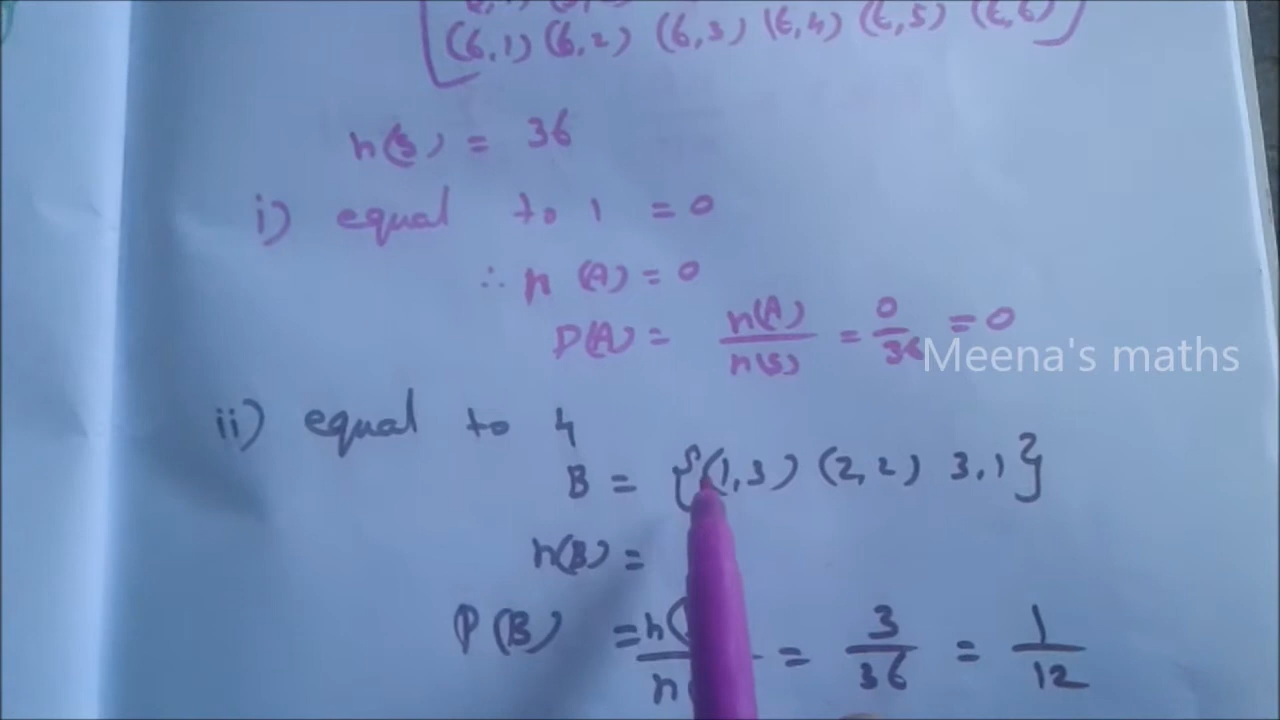 (6,1) (6,2) (6,3) (6,4) (6,5) (6,6)
n(s) = 36
i) equal to 1 = 0
∴ n (A) = 0
P(A) = n(A)/n(s) = 0/36 = 0
Meena's maths
ii) equal to 4
B = {(1,3) (2,2) 3,1}
n(B) =
P(B) = n(/n = 3/36 = 1/12